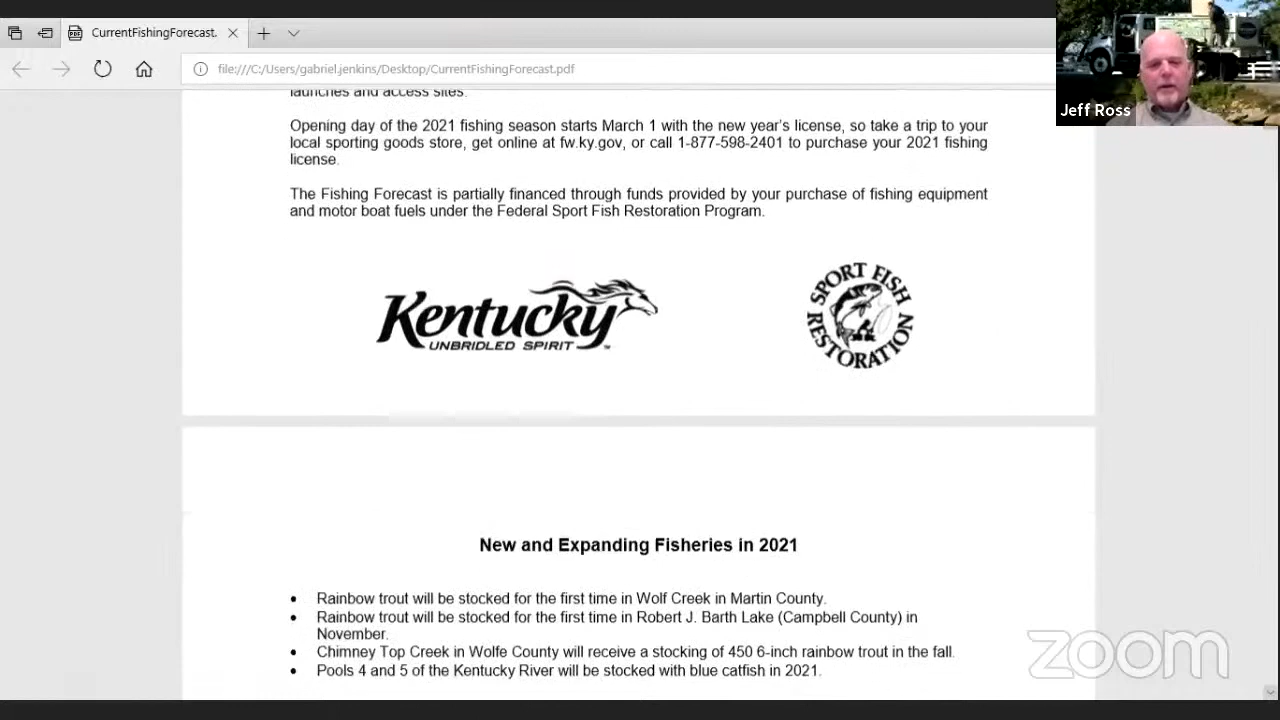 CurrentFishingForecast.
file:///C:/Users/gabriel.jenkins/Desktop/CurrentFishingForecast.pdf
Jeff Ross
launches and access sites.
Opening day of the 2021 fishing season starts March 1 with the new year's license, so take a trip to your
local sporting goods store, get online at fw.ky.gov, or call 1-877-598-2401 to purchase your 2021 fishing
license.
The Fishing Forecast is partially financed through funds provided by your purchase of fishing equipment
and motor boat fuels under the Federal Sport Fish Restoration Program.
Kentucky
UNBRIDLED SPIRIT™
SPORT FISH
RESTORATION
New and Expanding Fisheries in 2021
• Rainbow trout will be stocked for the first time in Wolf Creek in Martin County.
• Rainbow trout will be stocked for the first time in Robert J. Barth Lake (Campbell County) in
November.
• Chimney Top Creek in Wolfe County will receive a stocking of 450 6-inch rainbow trout in the fall.
• Pools 4 and 5 of the Kentucky River will be stocked with blue catfish in 2021.
zoom